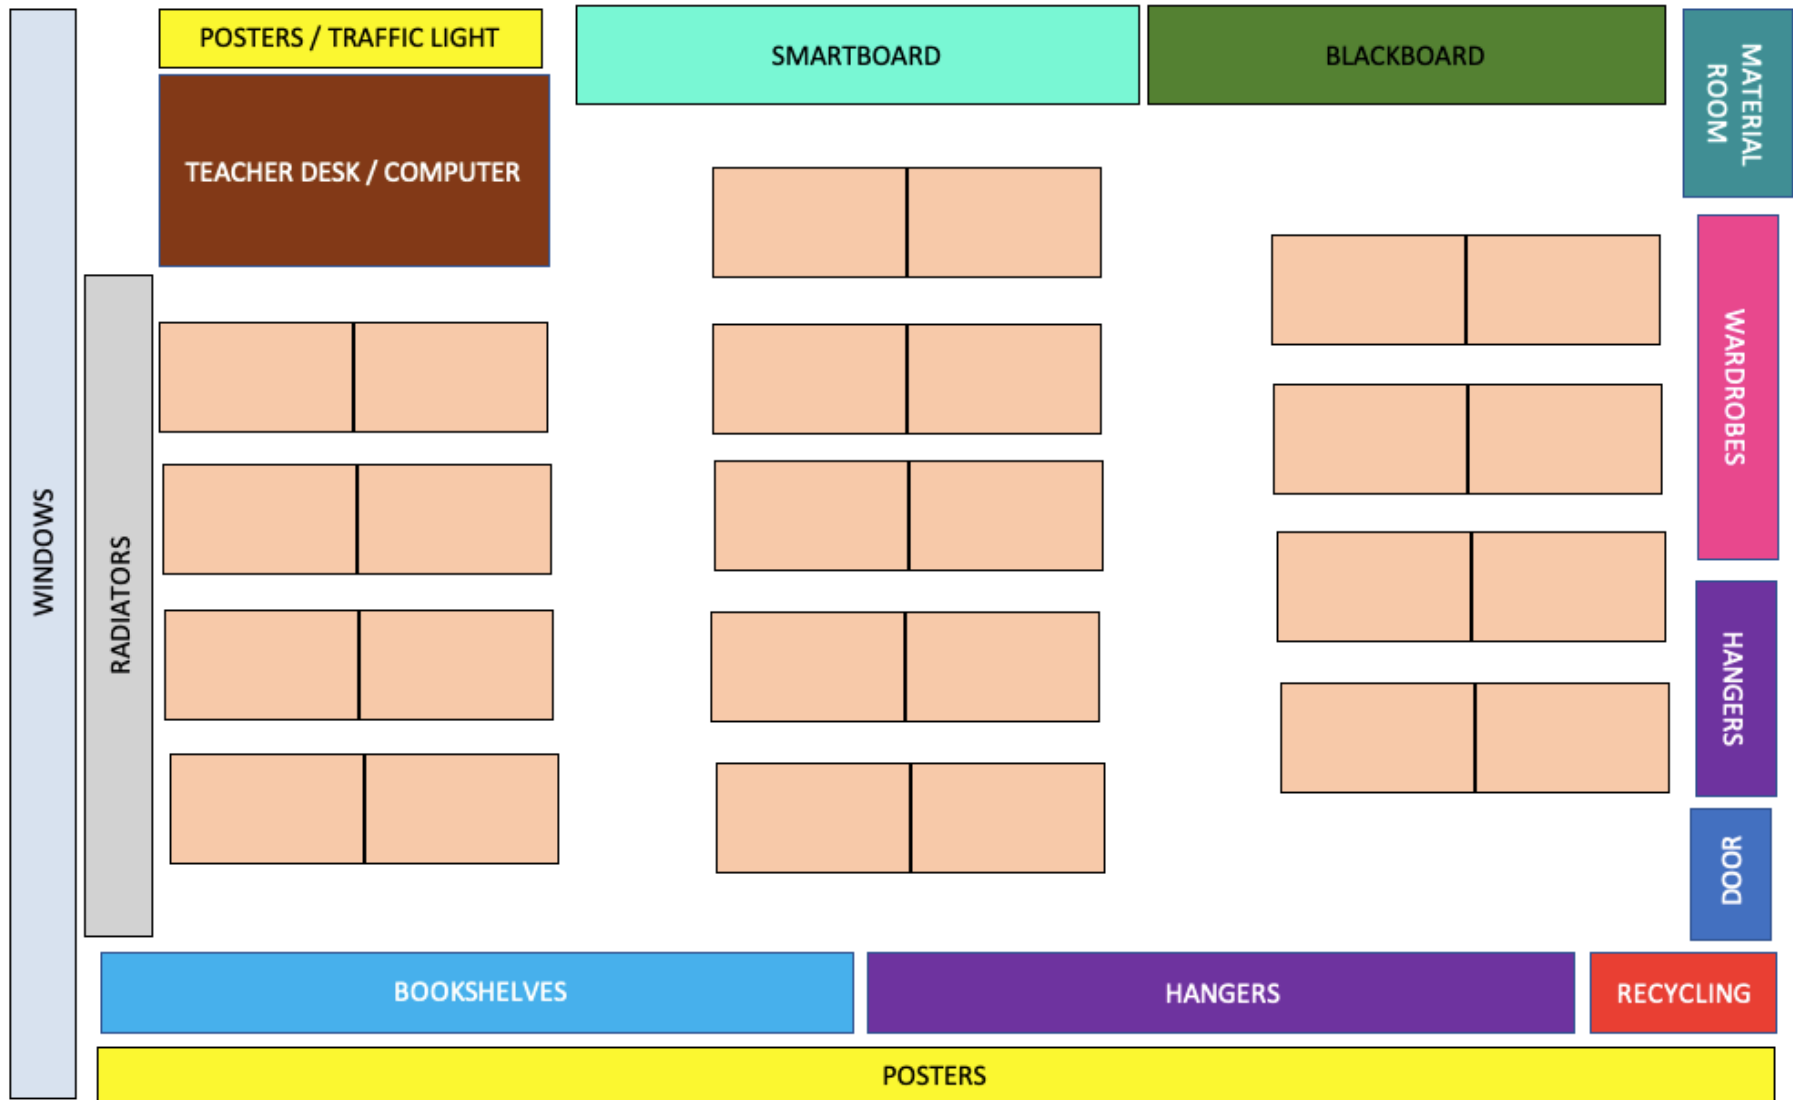 POSTERS / TRAFFIC LIGHT
SMARTBOARD
BLACKBOARD
MATERIAL
ROOM
TEACHER DESK / COMPUTER
WARDROBES
WINDOWS
RADIATORS
HANGERS
DOOR
BOOKSHELVES
HANGERS
RECYCLING
POSTERS